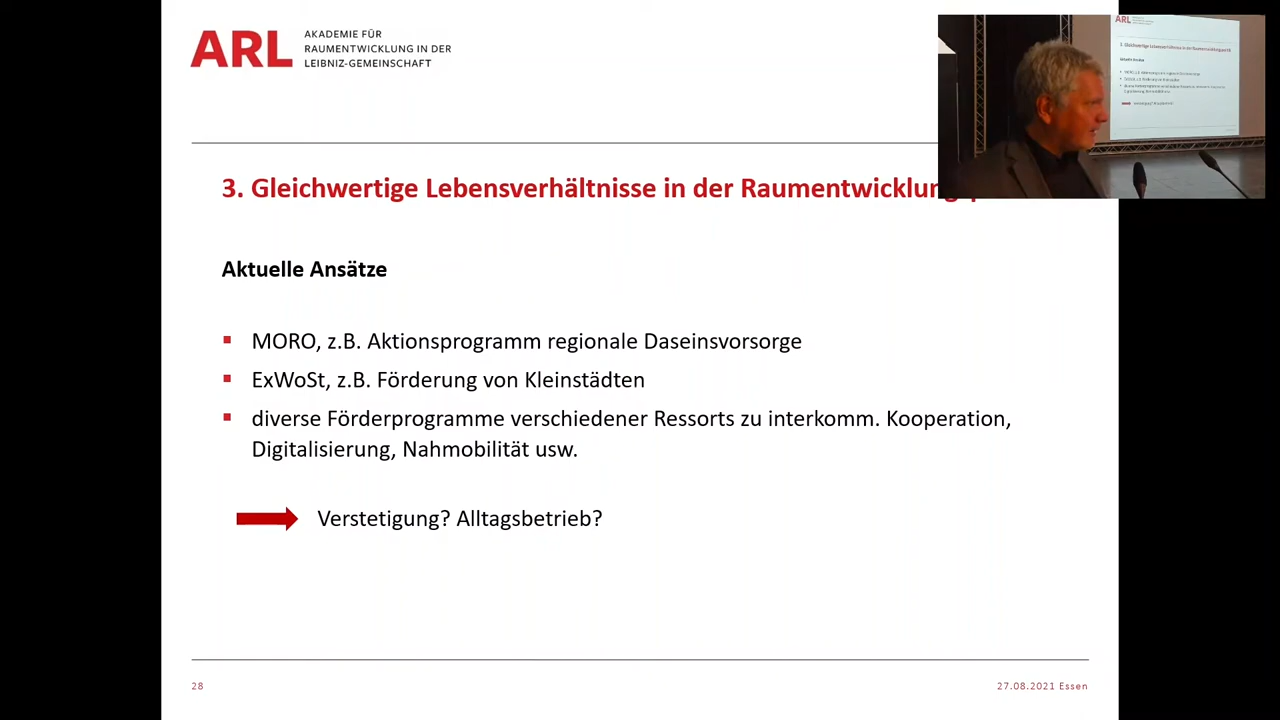 ARL
AKADEMIE FÜR
RAUMENTWICKLUNG IN DER
LEIBNIZ-GEMEINSCHAFT
3. Gleichwertige Lebensverhältnisse in der Raumentwicklungsp
Aktuelle Ansätze
MORO, z.B. Aktionsprogramm regionale Daseinsvorsorge
ExWoSt, z.B. Förderung von Kleinstädten
diverse Förderprogramme verschiedener Ressorts zu interkomm. Kooperation,
Digitalisierung, Nahmobilität usw.
Verstetigung? Alltagsbetrieb?
28
27.08.2021 Essen
ARL